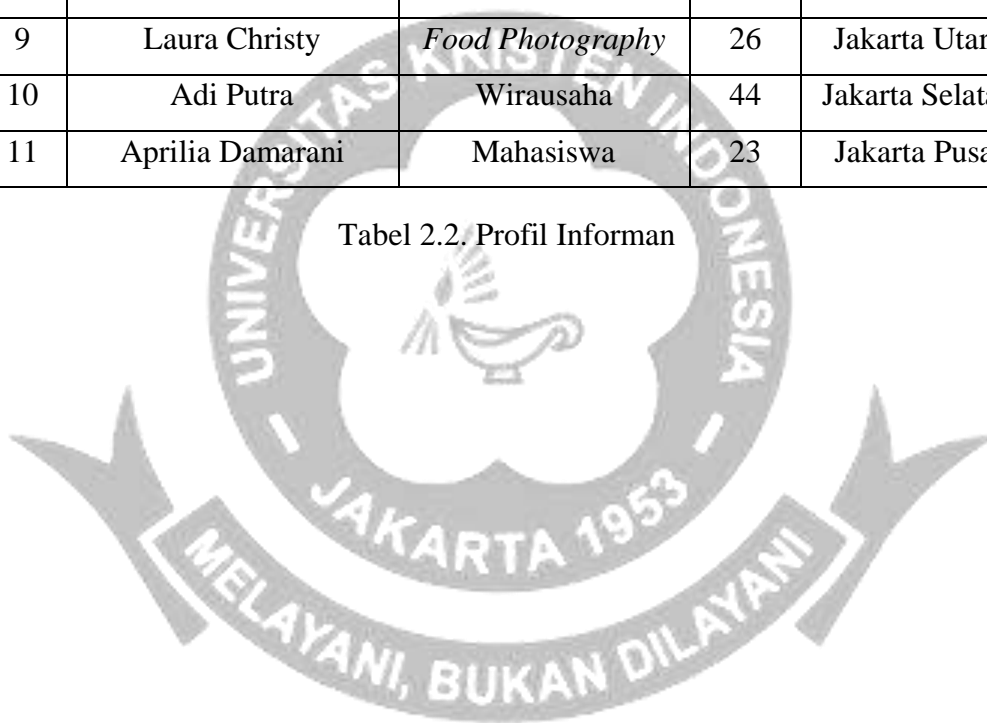 9 Laura Christy Food Photography 26 Jakarta Utar
10 Adi Putra Wirausaha 44 Jakarta Selata
11 Aprilia Damarani Mahasiswa 23 Jakarta Pusa
Tabel 2.2. Profil Informan
UNIVERSITAS KRISTEN INDONESIA
- JAKARTA 1953 -
MELAYANI, BUKAN DILAYANI